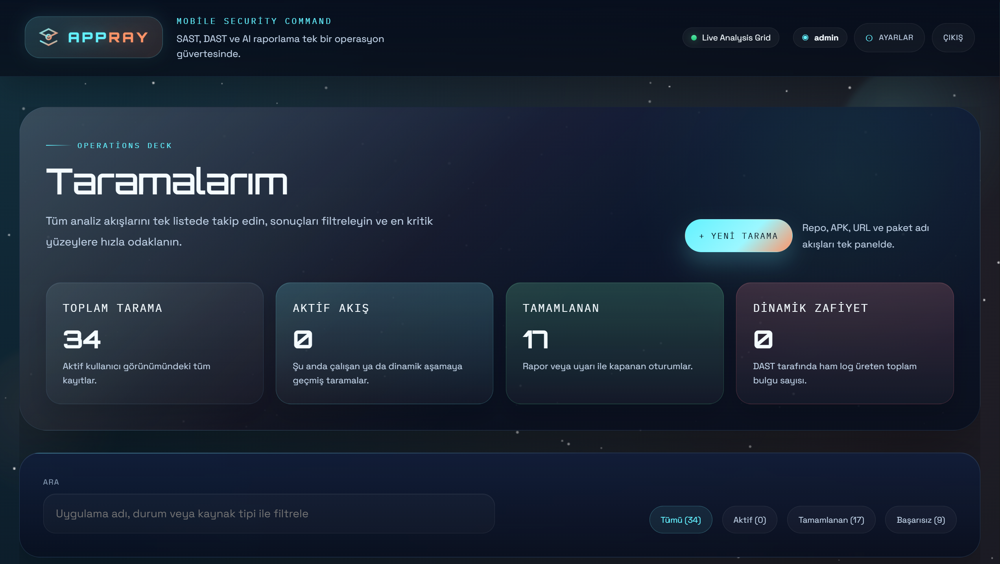 APPRAY
MOBİLE SECURİTY COMMAND
SAST, DAST ve AI raporlama tek bir operasyon
güvertesinde.
Live Analysis Grid
admin
AYARLAR
ÇIKIŞ
OPERATİONS DECK
Taramalarım
Tüm analiz akışlarını tek listede takip edin, sonuçları filtreleyin ve en kritik
yüzeylere hızla odaklanın.
+ YENİ TARAMA
Repo, APK, URL ve paket adı
akışları tek panelde.
TOPLAM TARAMA
34
Aktif kullanıcı görünümündeki tüm
kayıtlar.
AKTİF AKIŞ
0
Şu anda çalışan ya da dinamik aşamaya
geçmiş taramalar.
TAMAMLANAN
17
Rapor veya uyarı ile kapanan oturumlar.
DİNAMİK ZAFİYET
0
DAST tarafında ham log üreten toplam
bulgu sayısı.
ARA
Uygulama adı, durum veya kaynak tipi ile filtrele
Tümü (34)
Aktif (0)
Tamamlanan (17)
Başarısız (9)